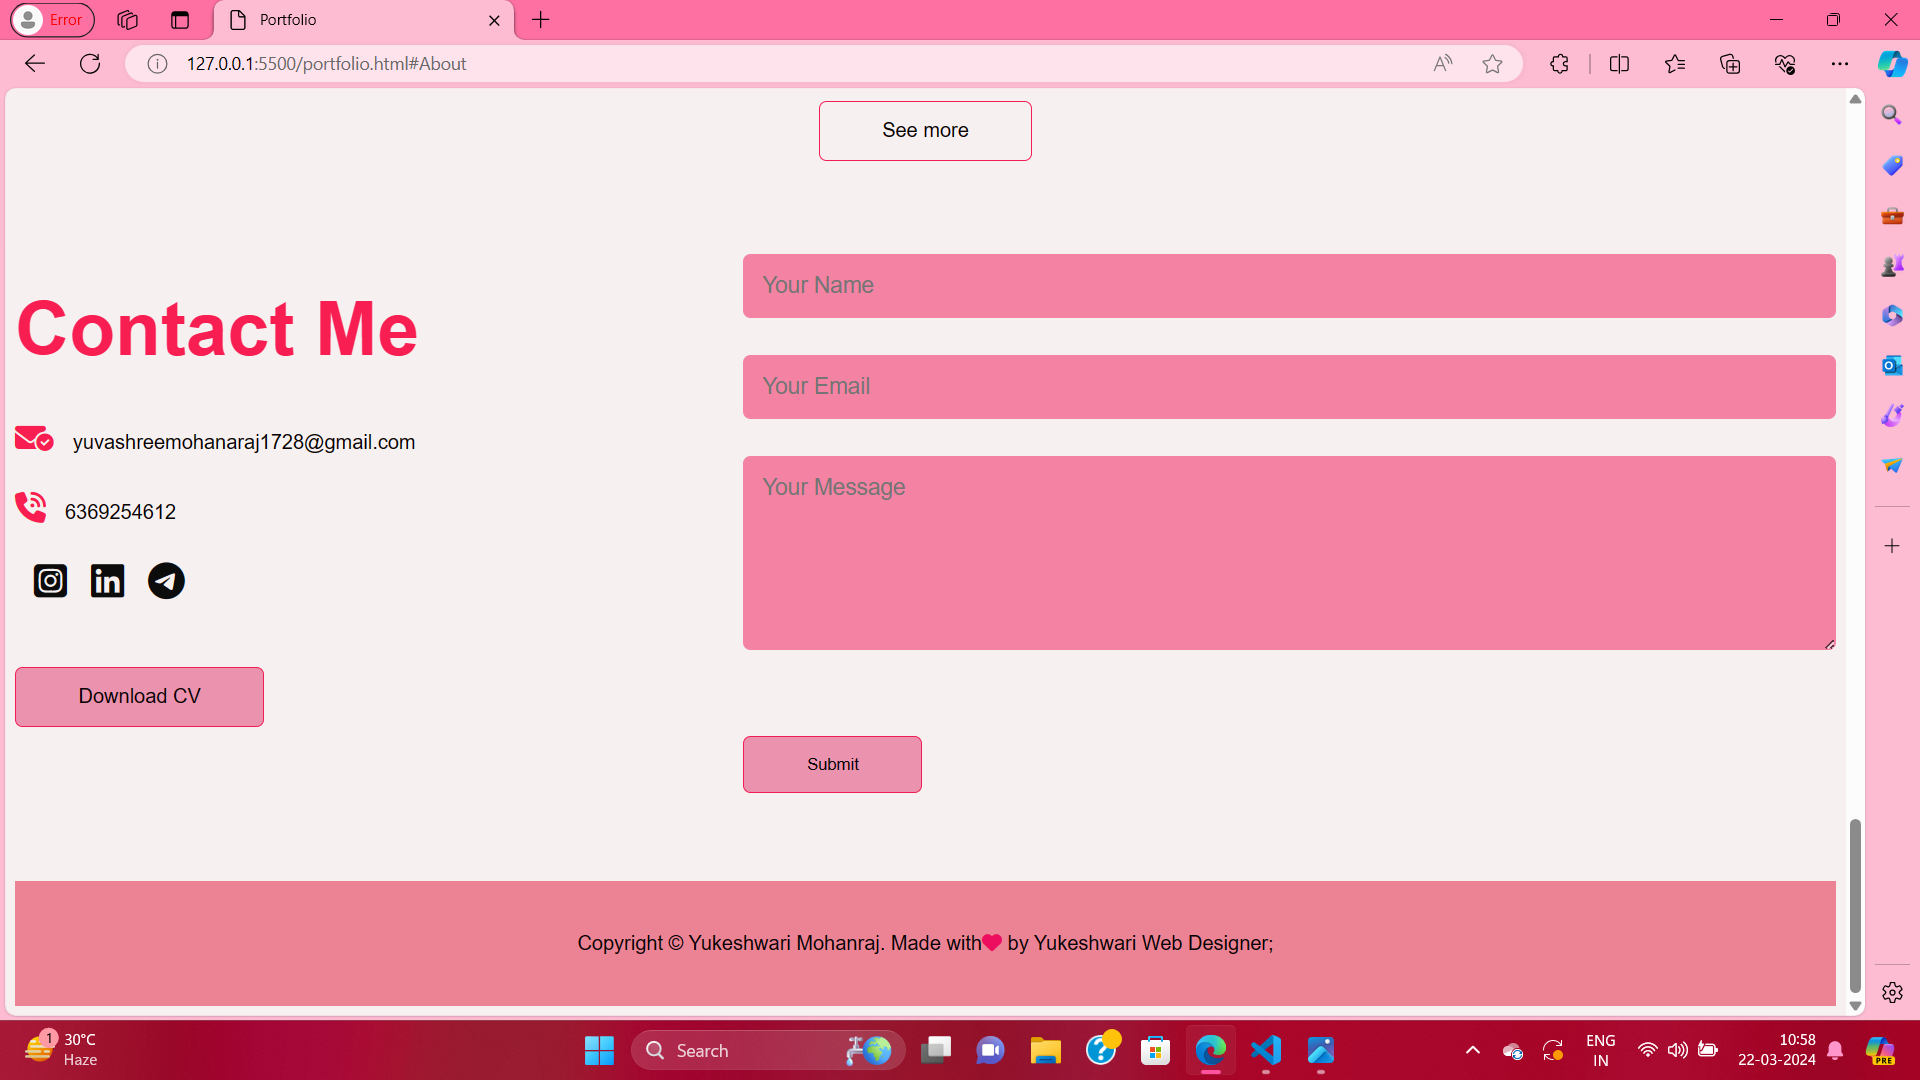 Error
Portfolio
127.0.0.1:5500/portfolio.html#About
See more
Contact Me
yuvashreemohanaraj1728@gmail.com
6369254612
Download CV
Your Name
Your Email
Your Message
Submit
Copyright © Yukeshwari Mohanraj. Made with by Yukeshwari Web Designer;
1
30°C
Haze
Search
ENG
IN
10:58
22-03-2024
PRE